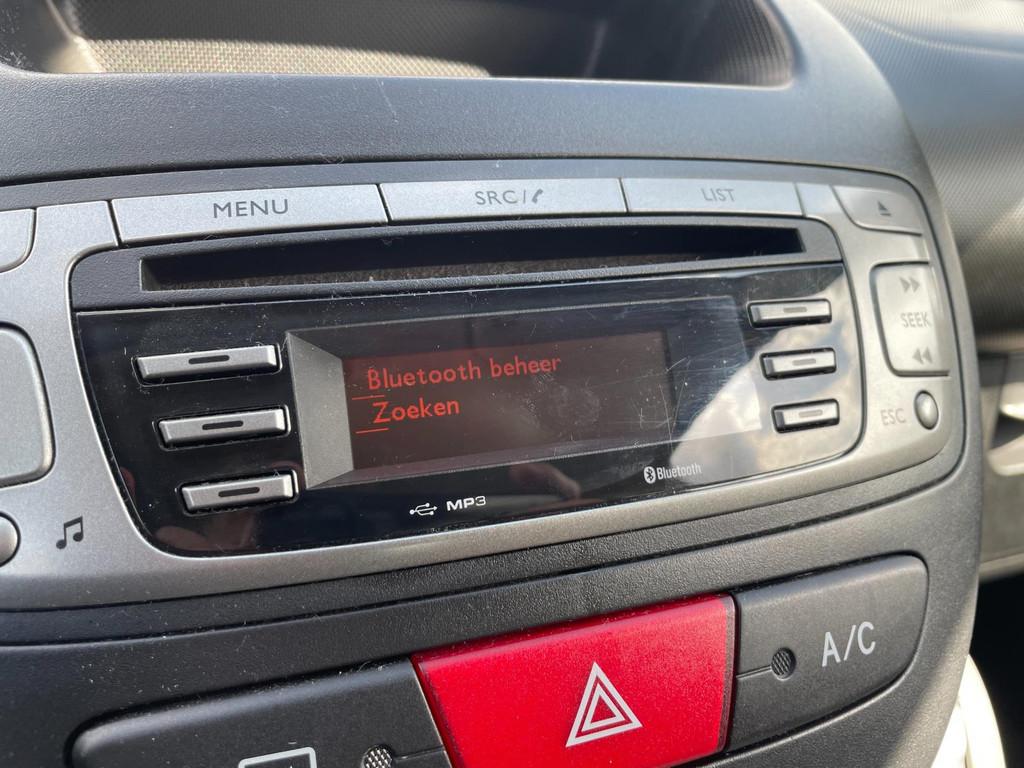 MENU
SRC/
LIST
SEEK
ESC
Bluetooth beheer
Zoeken
MP3
Bluetooth
A/C